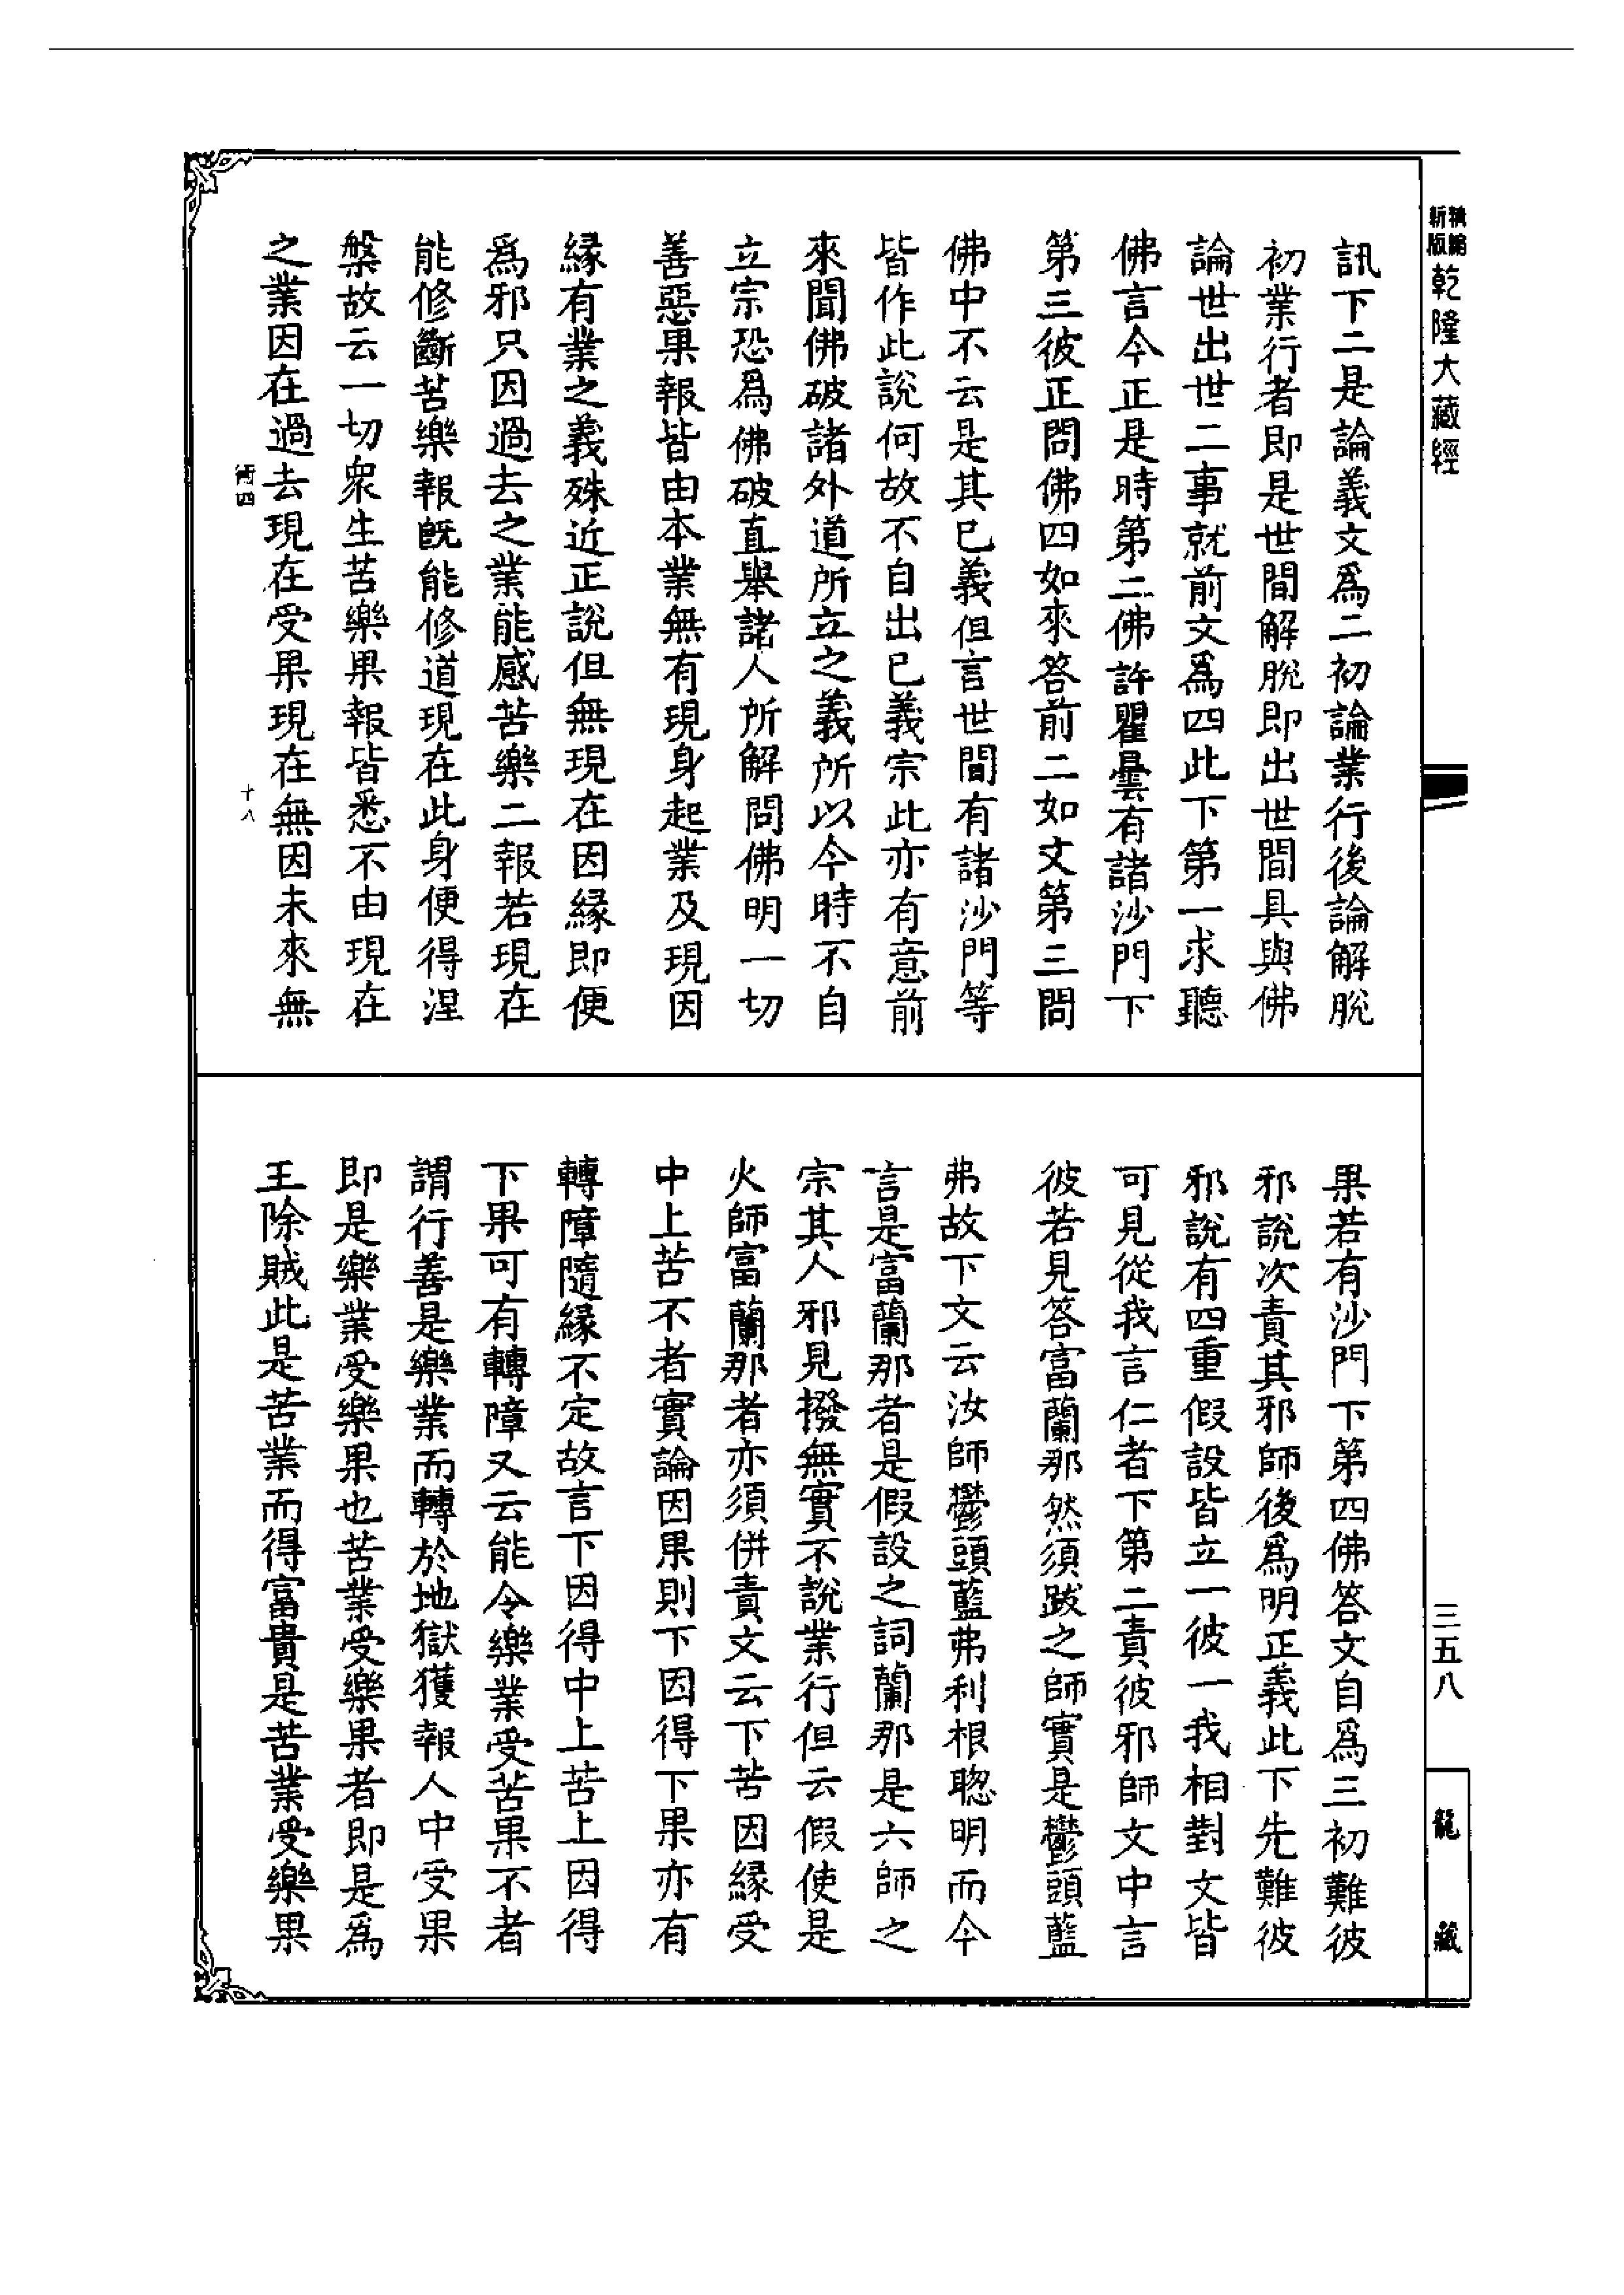 新版精縮乾隆大藏經
訊下二是論義文爲二初論業行後論解脫
初業行者即是世間解脫即出世間具與佛
論世出世二事就前文爲四此下第一求聽
佛言今正是時第二佛許瞿曇有諸沙門下
第三彼正問佛四如來答前二如文第三問
佛中不云是其已義但言世間有諸沙門等
皆作此說何故不自出已義宗此亦有意前
來聞佛破諸外道所立之義所以今時不自
立宗恐爲佛破直舉諸人所解問佛明一切
善惡果報皆由本業無有現身起業及現因
緣有業之義殊近正說但無現在因緣即便
爲邪只因過去之業能感苦樂二報若現在
能修斷苦樂報旣能修道現在此身便得涅
槃故云一切衆生苦樂果報皆悉不由現在
之業因在過去現在受果現在無因未來無
四
十八
果若有沙門下第四佛答文自爲三初難彼
邪說次責其邪師後爲明正義此下先難彼
邪說有四重假設皆立一彼一我相對文皆
可見從我言仁者下第二責彼邪師文中言
彼若見答富蘭那然須跋之師實是鬱頭藍
弗故下文云汝師鬱頭藍弗利根聰明而今
言是富蘭那者是假設之詞蘭那是六師之
宗其人邪見撥無實不說業行但云假使是
火師富蘭那者亦須併責文云下苦因緣受
中上苦不者實論因果則下因得下果亦有
轉障隨緣不定故言下因得中上苦上因得
下果可有轉障又云能令樂業受苦果不者
謂行善是樂業而轉於地獄獲報人中受果
即是樂業受樂果也苦業受樂果者即是爲
王除賊此是苦業而得富貴是苦業受樂果
三五八
龍藏